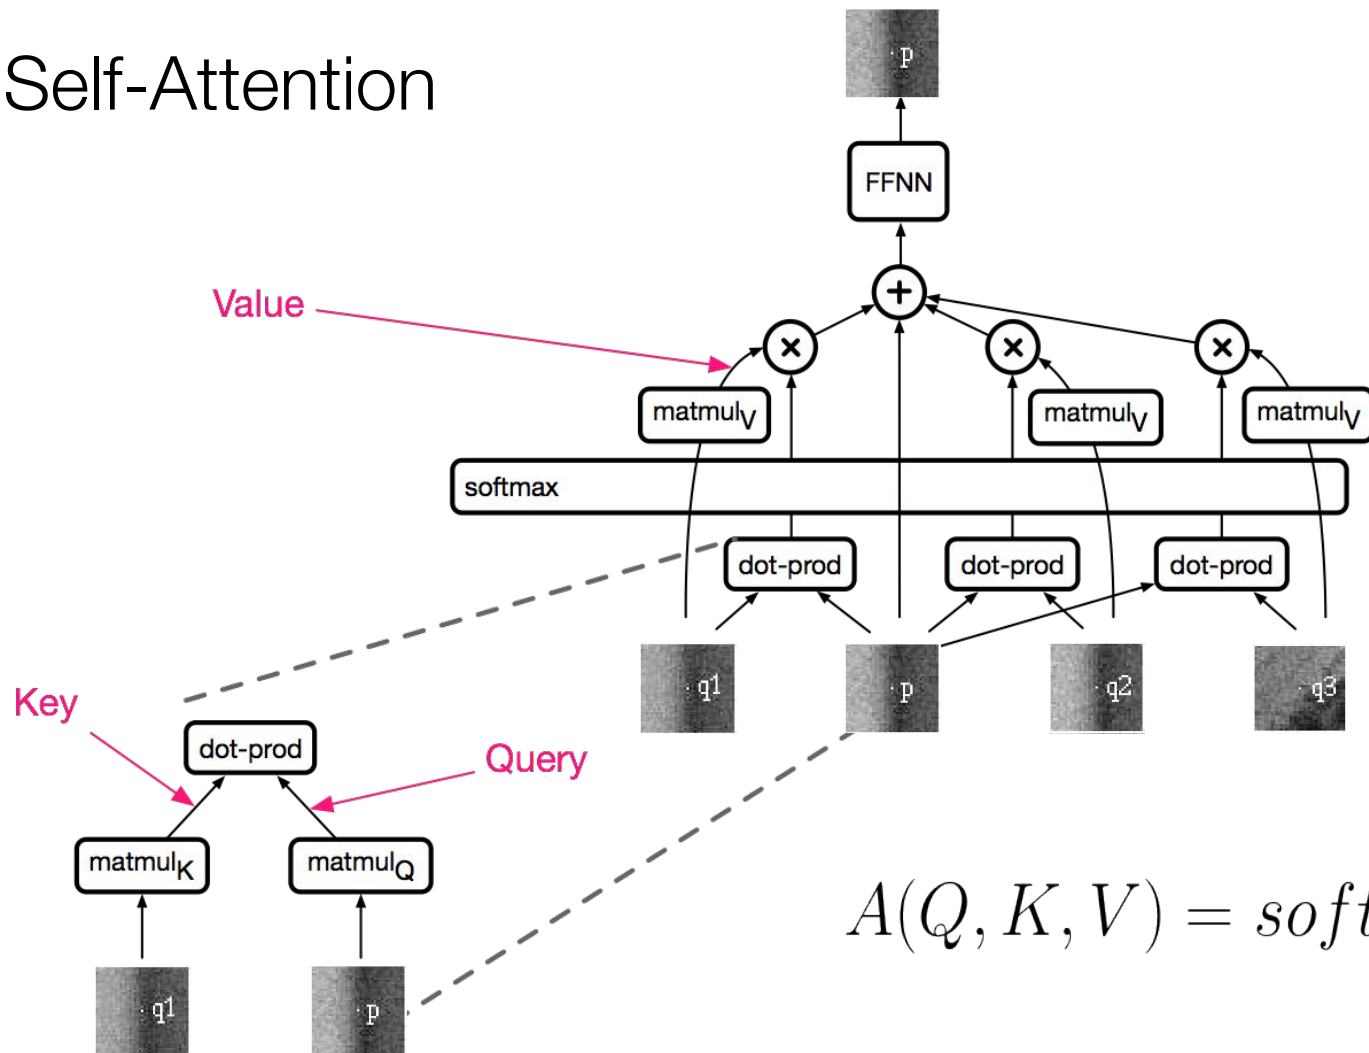 Self-Attention
p
FFNN
+
Value
× × ×
matmulV matmulV matmulV
softmax
dot-prod dot-prod dot-prod
q1 p q2 q3
Key
dot-prod
Query
matmulK matmulQ
A(Q, K, V) = soft
q1 p